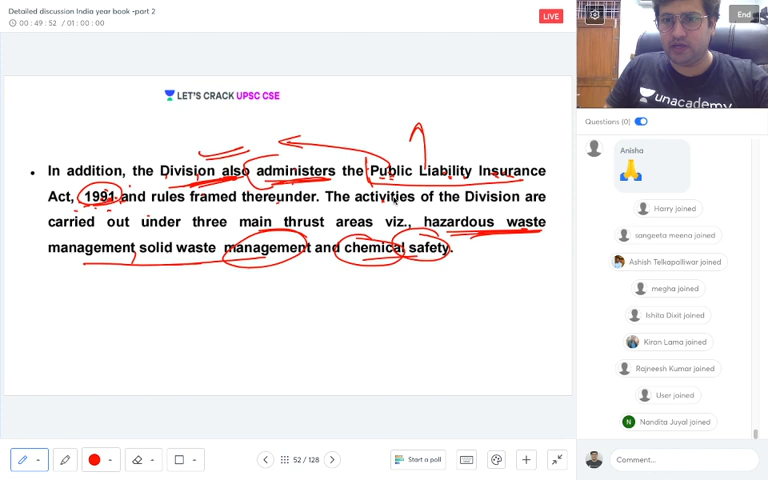 Detailed discussion India year book -part 2
00 : 49 : 52 / 01 : 00 : 00
LIVE
End
LET'S CRACK UPSC CSE
• In addition, the Division also administers the Public Liability Insurance
Act, 1991 and rules framed thereunder. The activities of the Division are
carried out under three main thrust areas viz., hazardous waste
management solid waste management and chemical safety.
unacademy
Questions (0)
Anisha
Harry joined
sangeeta meena joined
Ashish Telkapalliwar joined
megha joined
Ishita Dixit joined
Kiran Lama joined
Rajneesh Kumar joined
User joined
N Nandita Juyal joined
52 / 128
Start a poll
Comment...